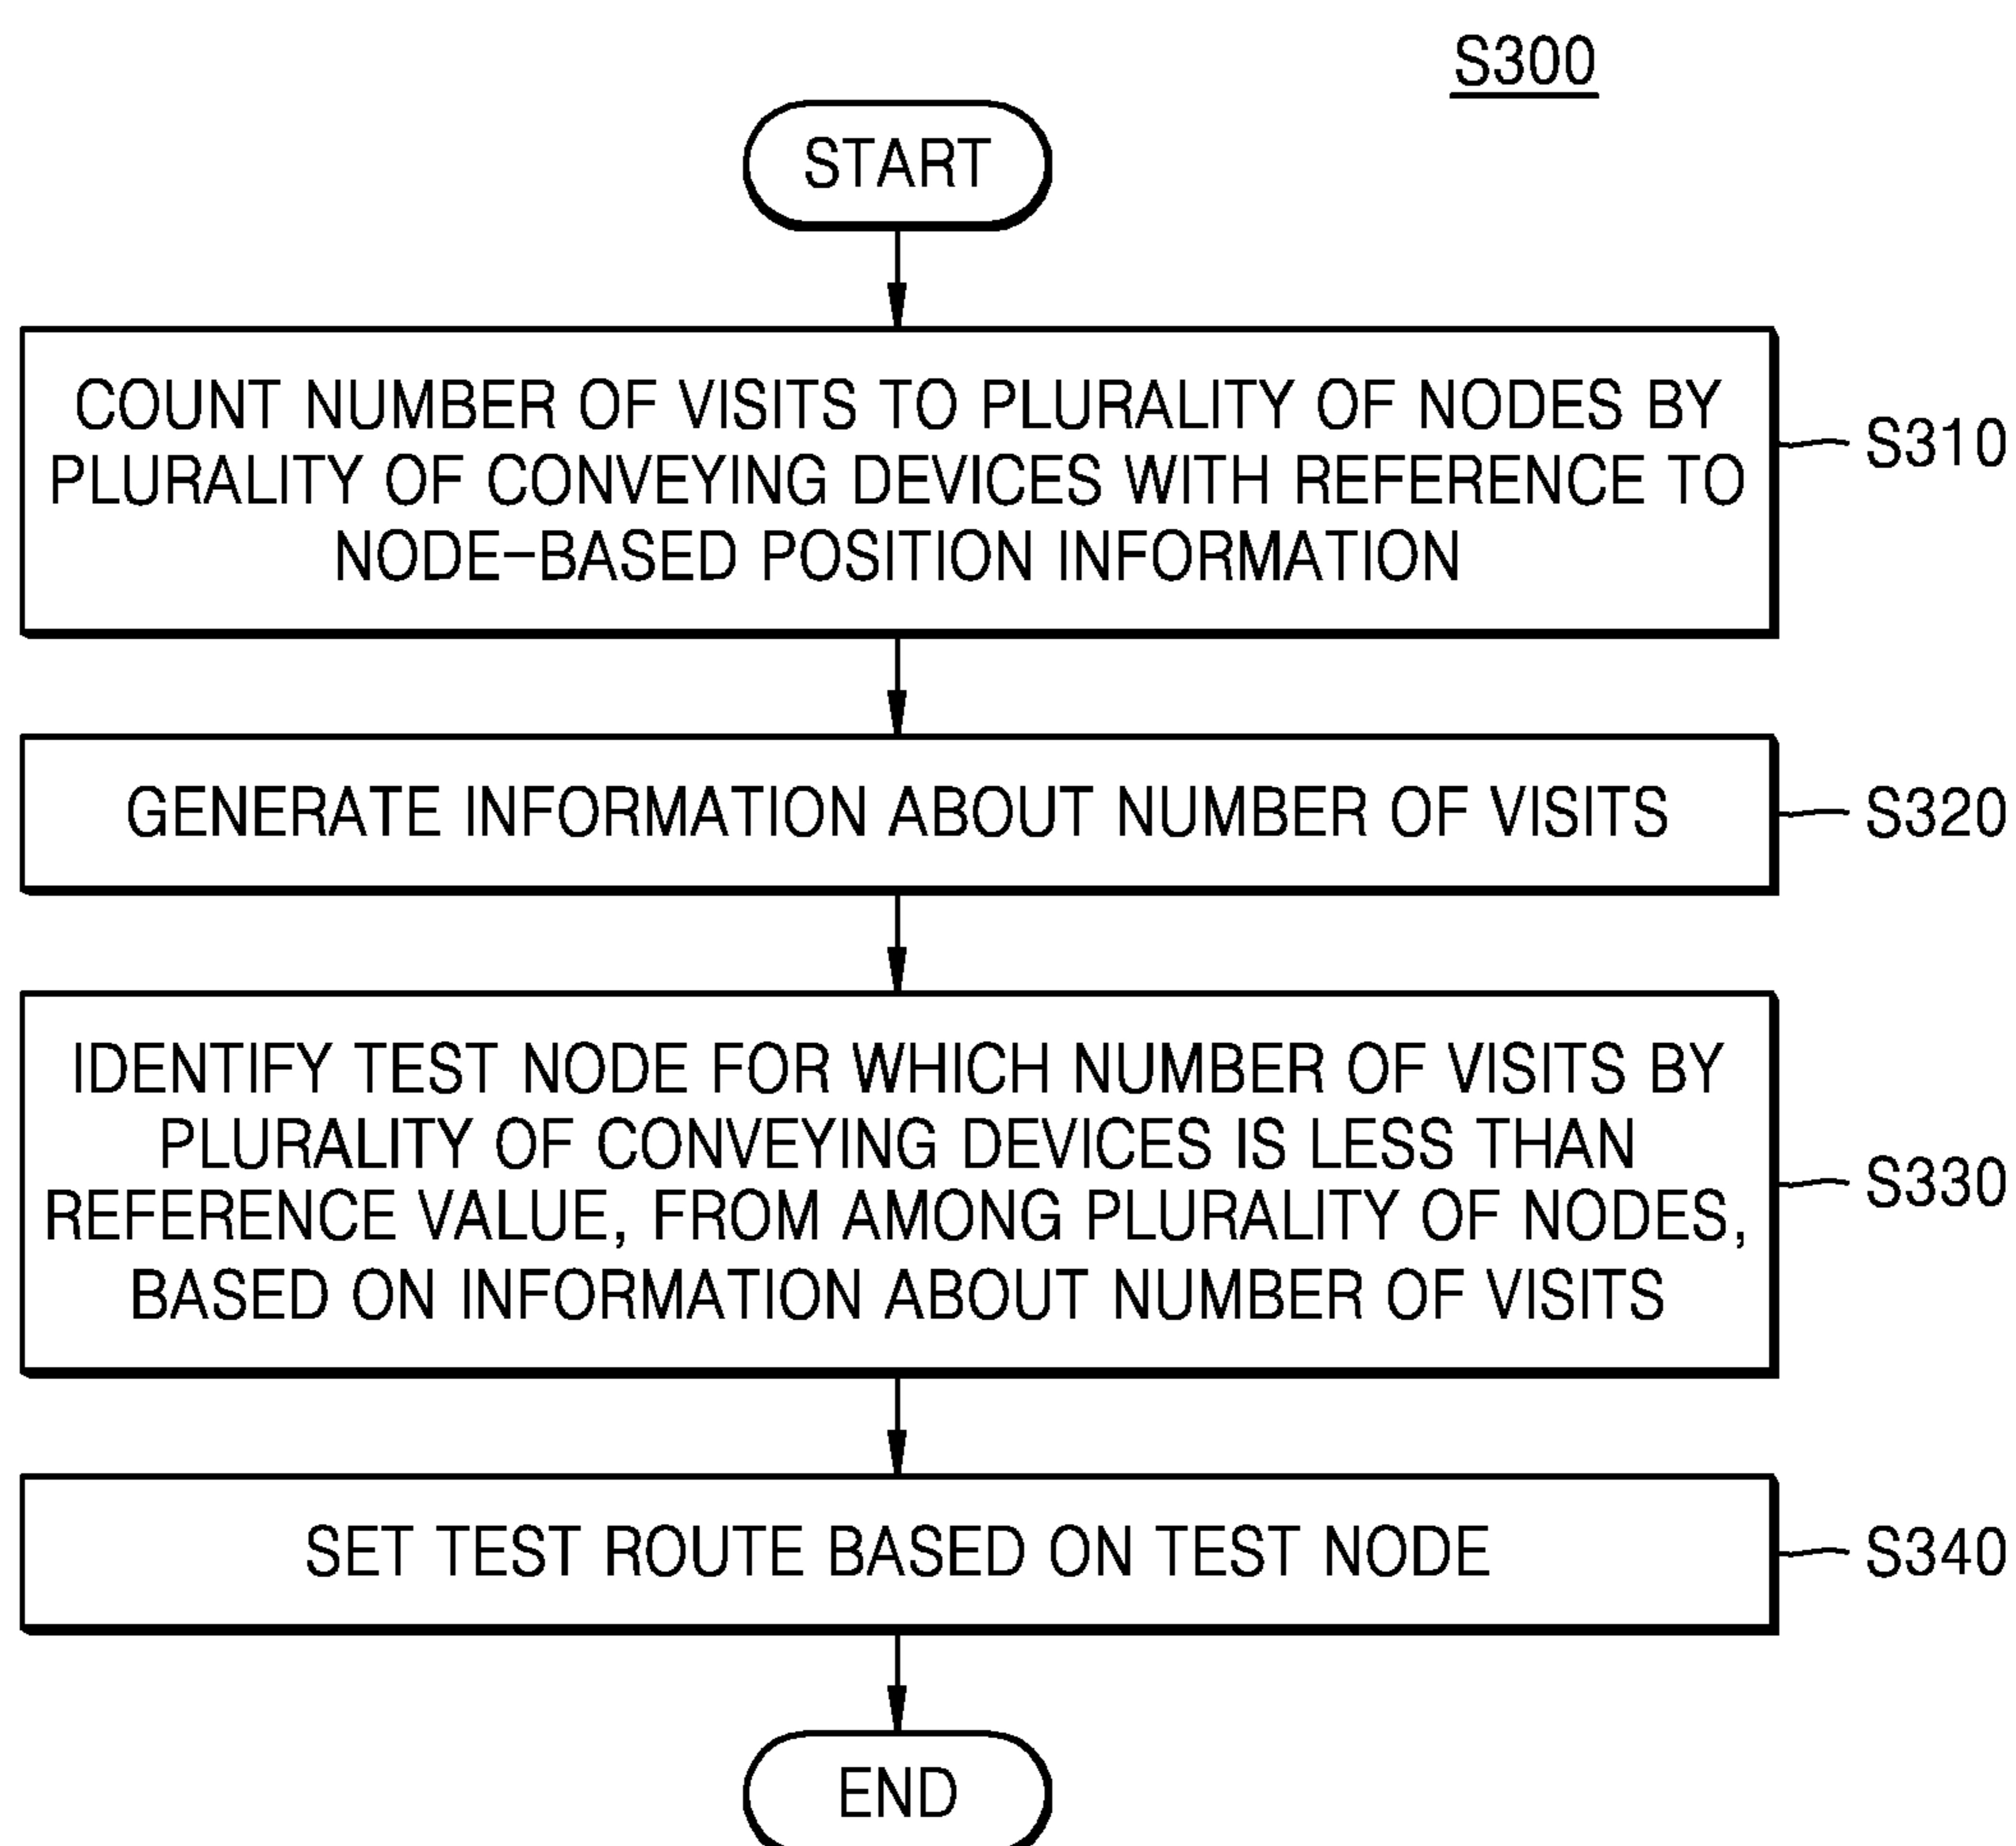 S300
START
COUNT NUMBER OF VISITS TO PLURALITY OF NODES BY
PLURALITY OF CONVEYING DEVICES WITH REFERENCE TO
NODE-BASED POSITION INFORMATION
S310
GENERATE INFORMATION ABOUT NUMBER OF VISITS
S320
IDENTIFY TEST NODE FOR WHICH NUMBER OF VISITS BY
PLURALITY OF CONVEYING DEVICES IS LESS THAN
REFERENCE VALUE, FROM AMONG PLURALITY OF NODES,
BASED ON INFORMATION ABOUT NUMBER OF VISITS
S330
SET TEST ROUTE BASED ON TEST NODE
S340
END